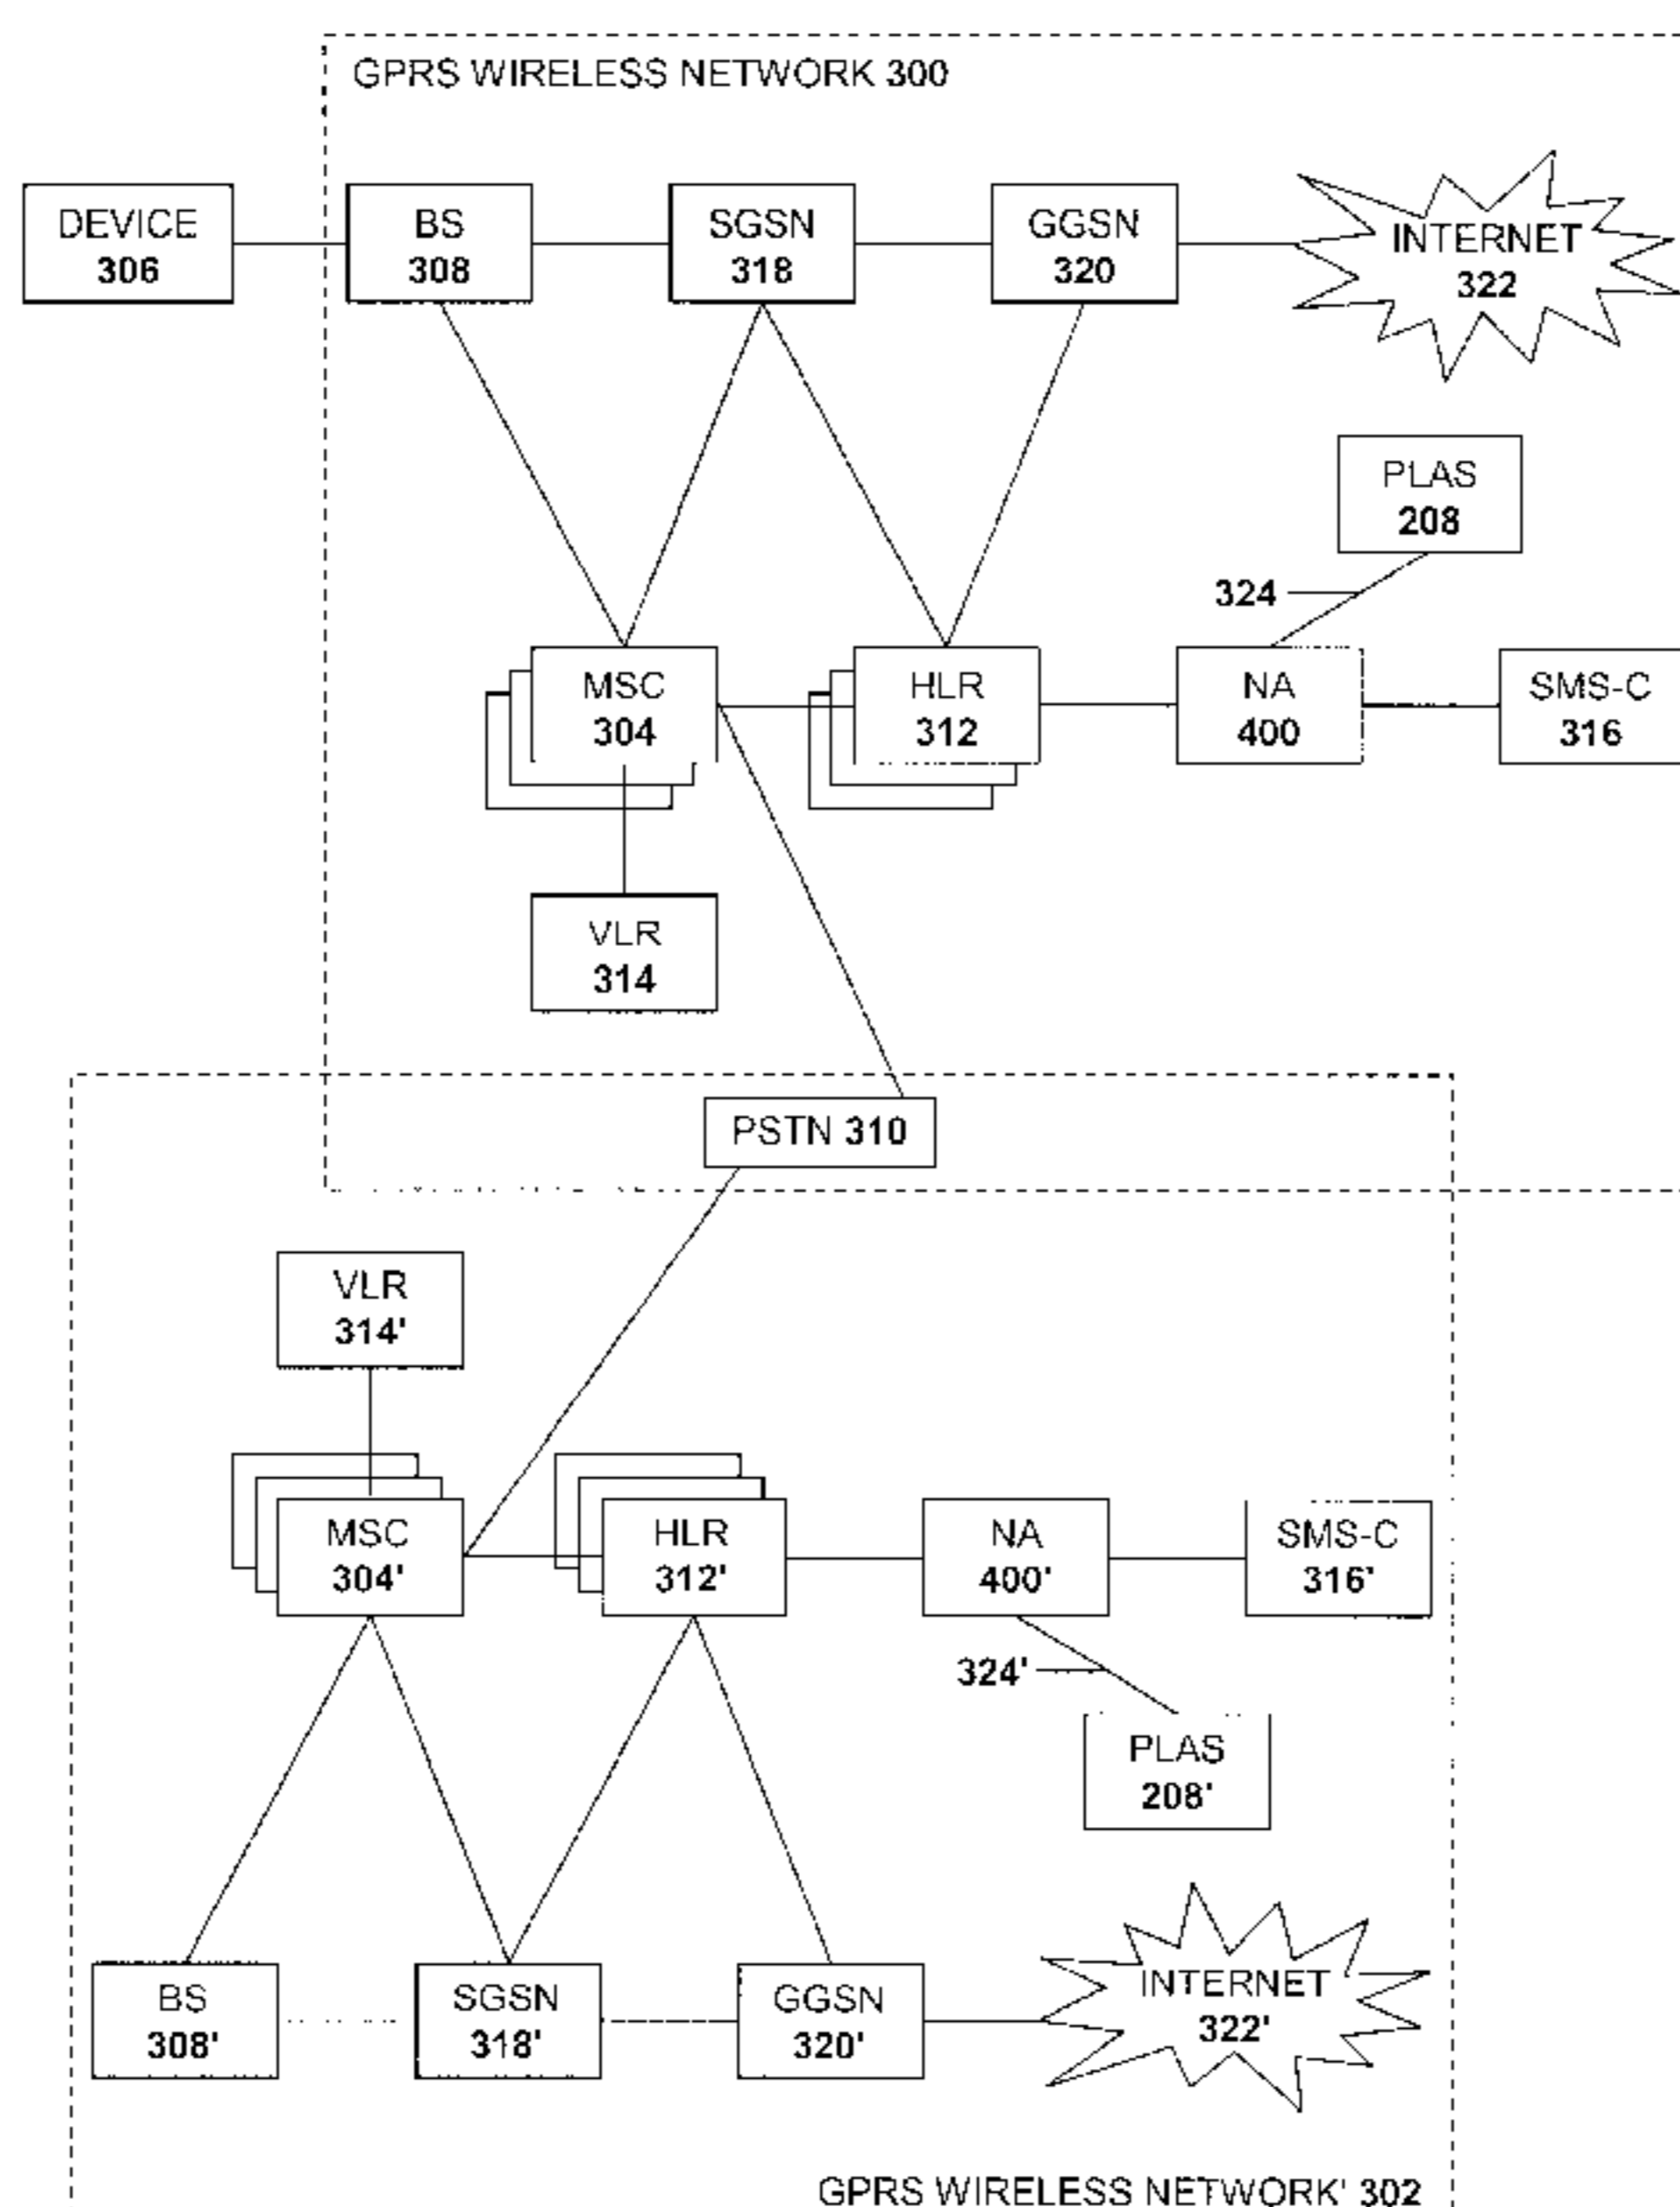 GPRS WIRELESS NETWORK 300
DEVICE
306
BS
308
SGSN
318
GGSN
320
INTERNET
322
PLAS
208
324
MSC
304
HLR
312
NA
400
SMS-C
316
VLR
314
PSTN 310
VLR
314'
MSC
304'
HLR
312'
NA
400'
SMS-C
316'
324'
PLAS
208'
BS
308'
SGSN
318'
GGSN
320'
INTERNET
322'
GPRS WIRELESS NETWORK' 302